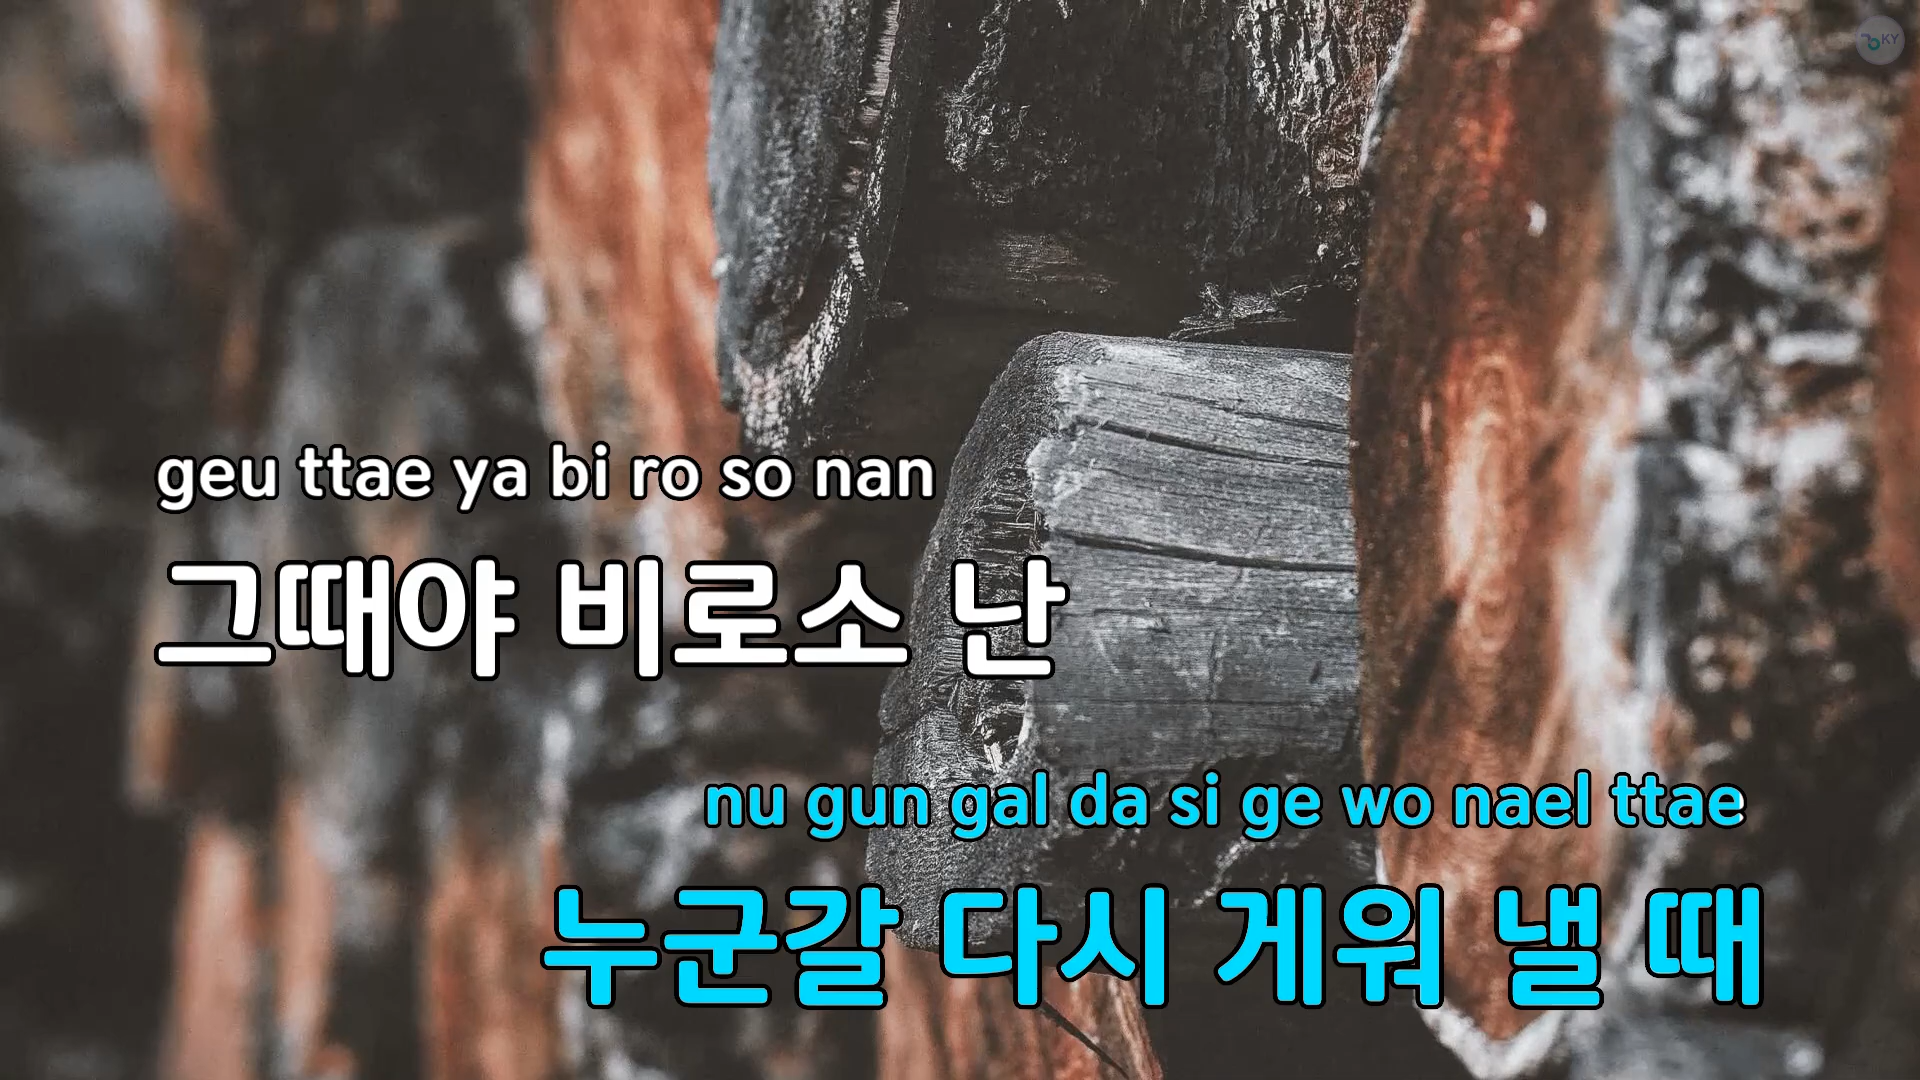 KY
geu ttae ya bi ro so nan
그때야 비로소 난
nu gun gal da si ge wo nael ttae
누군갈 다시 게워 낼 때